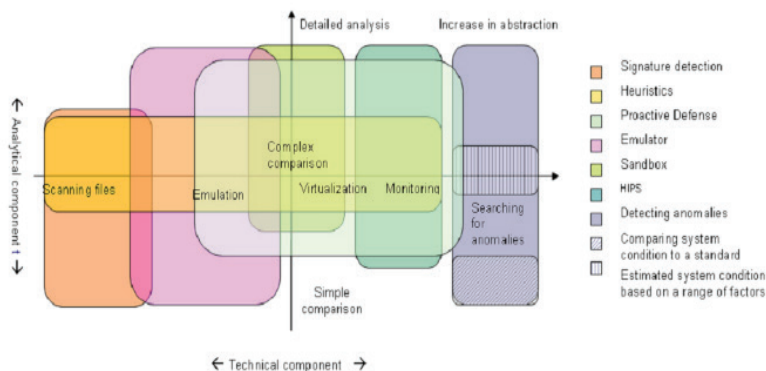 Detailed analysis
Increase in abstraction
← Analytical component t →
Complex
comparison
Scanning files
Emulation
Virtualization
Monitoring
Searching
for
anomalies
Simple
comparison
← Technical component →
Signature detection
Heuristics
Proactive Defense
Emulator
Sandbox
HIPS
Detecting anomalies
Comparing system
condition to a standard
Estimated system condition
based on a range of factors